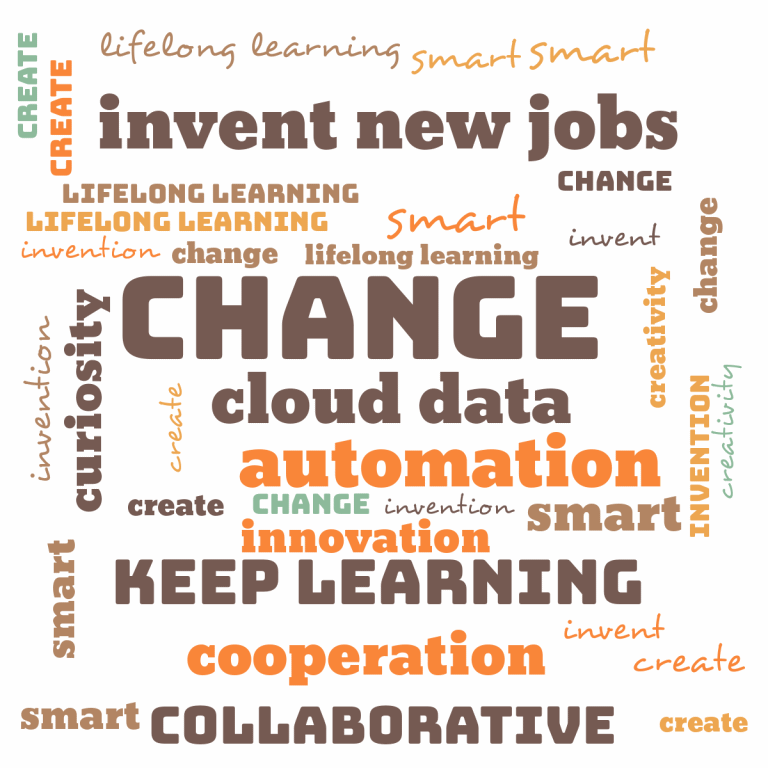 CREATE
CREATE
lifelong learning
smart
smart
invent new jobs
CHANGE
LIFELONG LEARNING
LIFELONG LEARNING
smart
invent
change
invention
change
lifelong learning
CHANGE
creativity
curiosity
invention
create
cloud data
INVENTION
creativity
automation
create
CHANGE
invention
smart
innovation
smart
KEEP LEARNING
cooperation
invent
create
smart
COLLABORATIVE
create